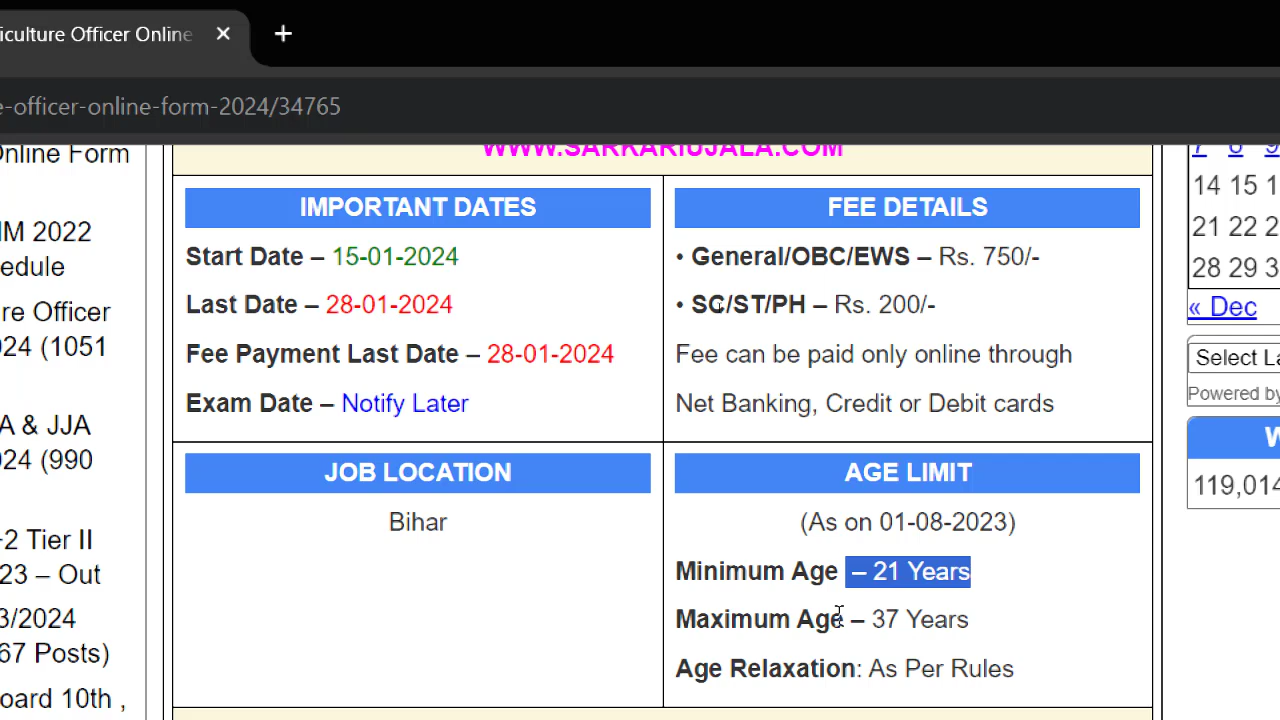 iculture Officer Online
e-officer-online-form-2024/34765
Online Form
IM 2022
edule
re Officer
024 (1051
A & JJA
024 (990
-2 Tier II
23 – Out
3/2024
67 Posts)
oard 10th ,
WWW.SARKARIUJALA.COM
IMPORTANT DATES
Start Date – 15-01-2024
Last Date – 28-01-2024
Fee Payment Last Date – 28-01-2024
Exam Date – Notify Later
FEE DETAILS
• General/OBC/EWS – Rs. 750/-
• SC/ST/PH – Rs. 200/-
Fee can be paid only online through
Net Banking, Credit or Debit cards
JOB LOCATION
Bihar
AGE LIMIT
(As on 01-08-2023)
Minimum Age – 21 Years
Maximum Age – 37 Years
Age Relaxation: As Per Rules
7 8 9
14 15 1
21 22 2
28 29 3
« Dec
Select La
Powered by
W
119,014